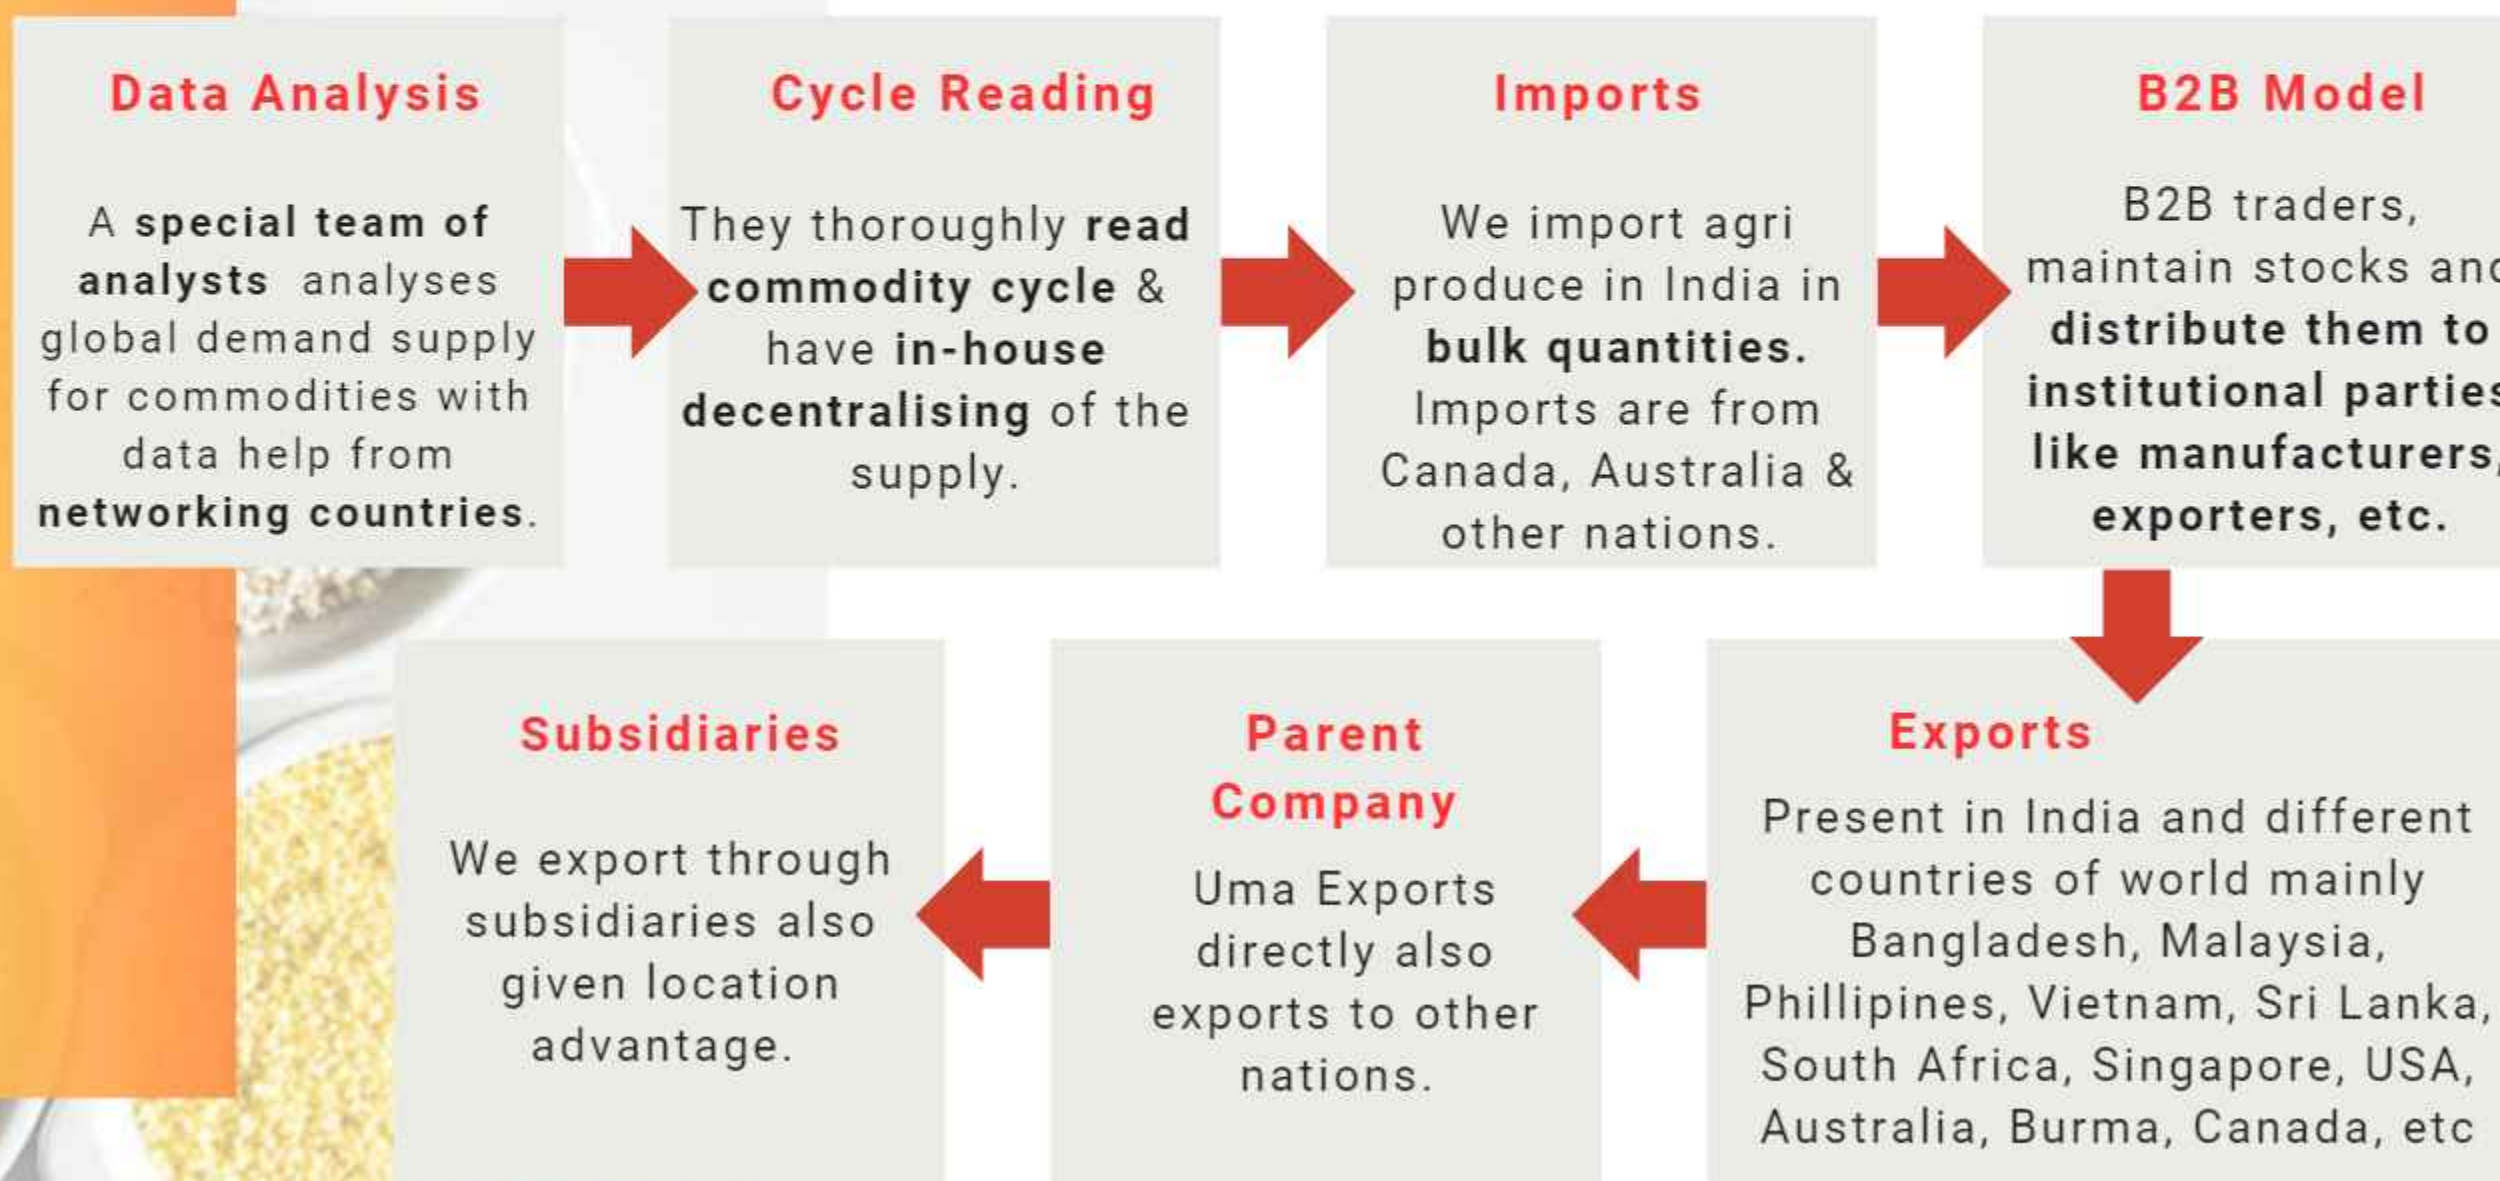 Data Analysis
A special team of
analysts analyses
global demand supply
for commodities with
data help from
networking countries.
Cycle Reading
They thoroughly read
commodity cycle &
have in-house
decentralising of the
supply.
Imports
We import agri
produce in India in
bulk quantities.
Imports are from
Canada, Australia &
other nations.
B2B Model
B2B traders,
maintain stocks and
distribute them to
institutional parties
like manufacturers,
exporters, etc.
Exports
Present in India and different
countries of world mainly
Bangladesh, Malaysia,
Phillipines, Vietnam, Sri Lanka,
South Africa, Singapore, USA,
Australia, Burma, Canada, etc
Parent
Company
Uma Exports
directly also
exports to other
nations.
Subsidiaries
We export through
subsidiaries also
given location
advantage.